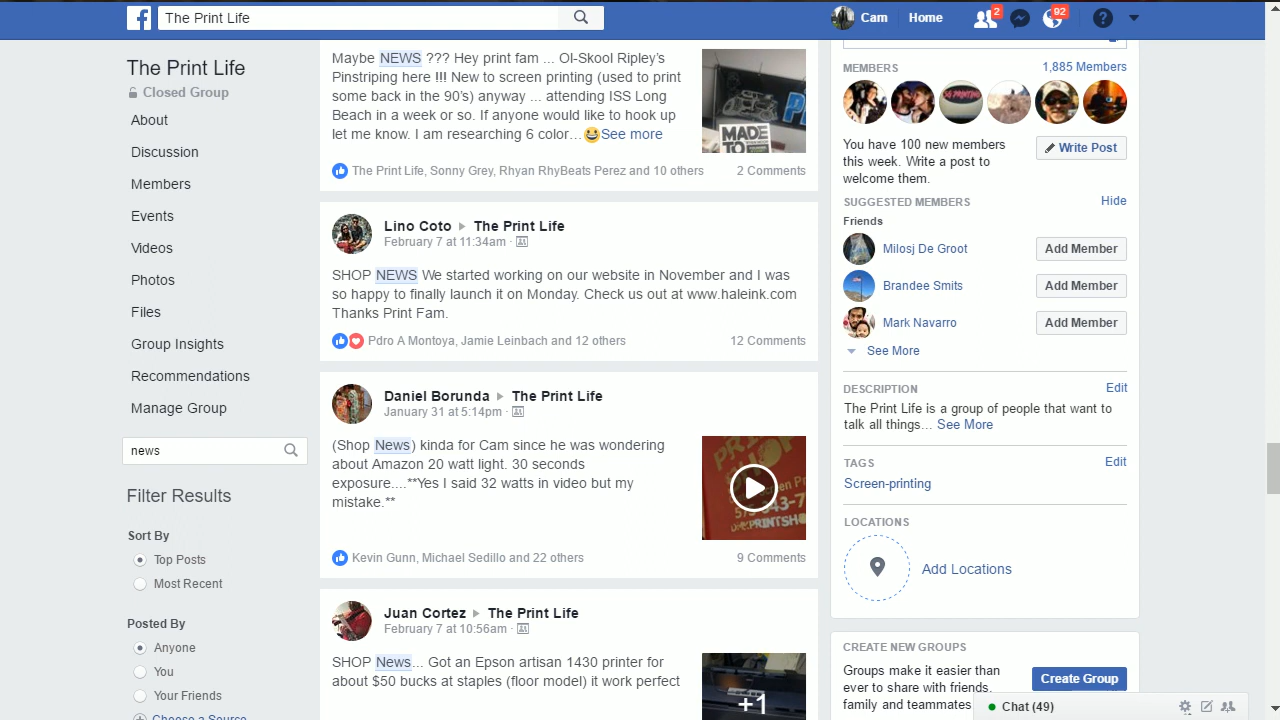 The Print Life
Cam
Home
2
92
The Print Life
Closed Group
About
Discussion
Members
Events
Videos
Photos
Files
Group Insights
Recommendations
Manage Group
news
Filter Results
Sort By
Top Posts
Most Recent
Posted By
Anyone
You
Your Friends
Choose a Source
Maybe NEWS ??? Hey print fam ... Ol-Skool Ripley's
Pinstriping here !!! New to screen printing (used to print
some back in the 90's) anyway ... attending ISS Long
Beach in a week or so. If anyone would like to hook up
let me know. I am researching 6 color...😀See more
MADE
TO
The Print Life, Sonny Grey, Rhyan RhyBeats Perez and 10 others
2 Comments
Lino Coto ▸ The Print Life
February 7 at 11:34am ·
SHOP NEWS We started working on our website in November and I was
so happy to finally launch it on Monday. Check us out at www.haleink.com
Thanks Print Fam.
Pdro A Montoya, Jamie Leinbach and 12 others
12 Comments
Daniel Borunda ▸ The Print Life
January 31 at 5:14pm ·
(Shop News) kinda for Cam since he was wondering
about Amazon 20 watt light. 30 seconds
exposure....**Yes I said 32 watts in video but my
mistake.**
Kevin Gunn, Michael Sedillo and 22 others
9 Comments
Juan Cortez ▸ The Print Life
February 7 at 10:56am ·
SHOP News... Got an Epson artisan 1430 printer for
about $50 bucks at staples (floor model) it work perfect
+1
MEMBERS
1,885 Members
You have 100 new members
this week. Write a post to
welcome them.
Write Post
SUGGESTED MEMBERS
Hide
Friends
Milosj De Groot
Add Member
Brandee Smits
Add Member
Mark Navarro
Add Member
See More
DESCRIPTION
Edit
The Print Life is a group of people that want to
talk all things... See More
TAGS
Edit
Screen-printing
LOCATIONS
Add Locations
CREATE NEW GROUPS
Groups make it easier than
ever to share with friends,
family and teammates
Create Group
Chat (49)